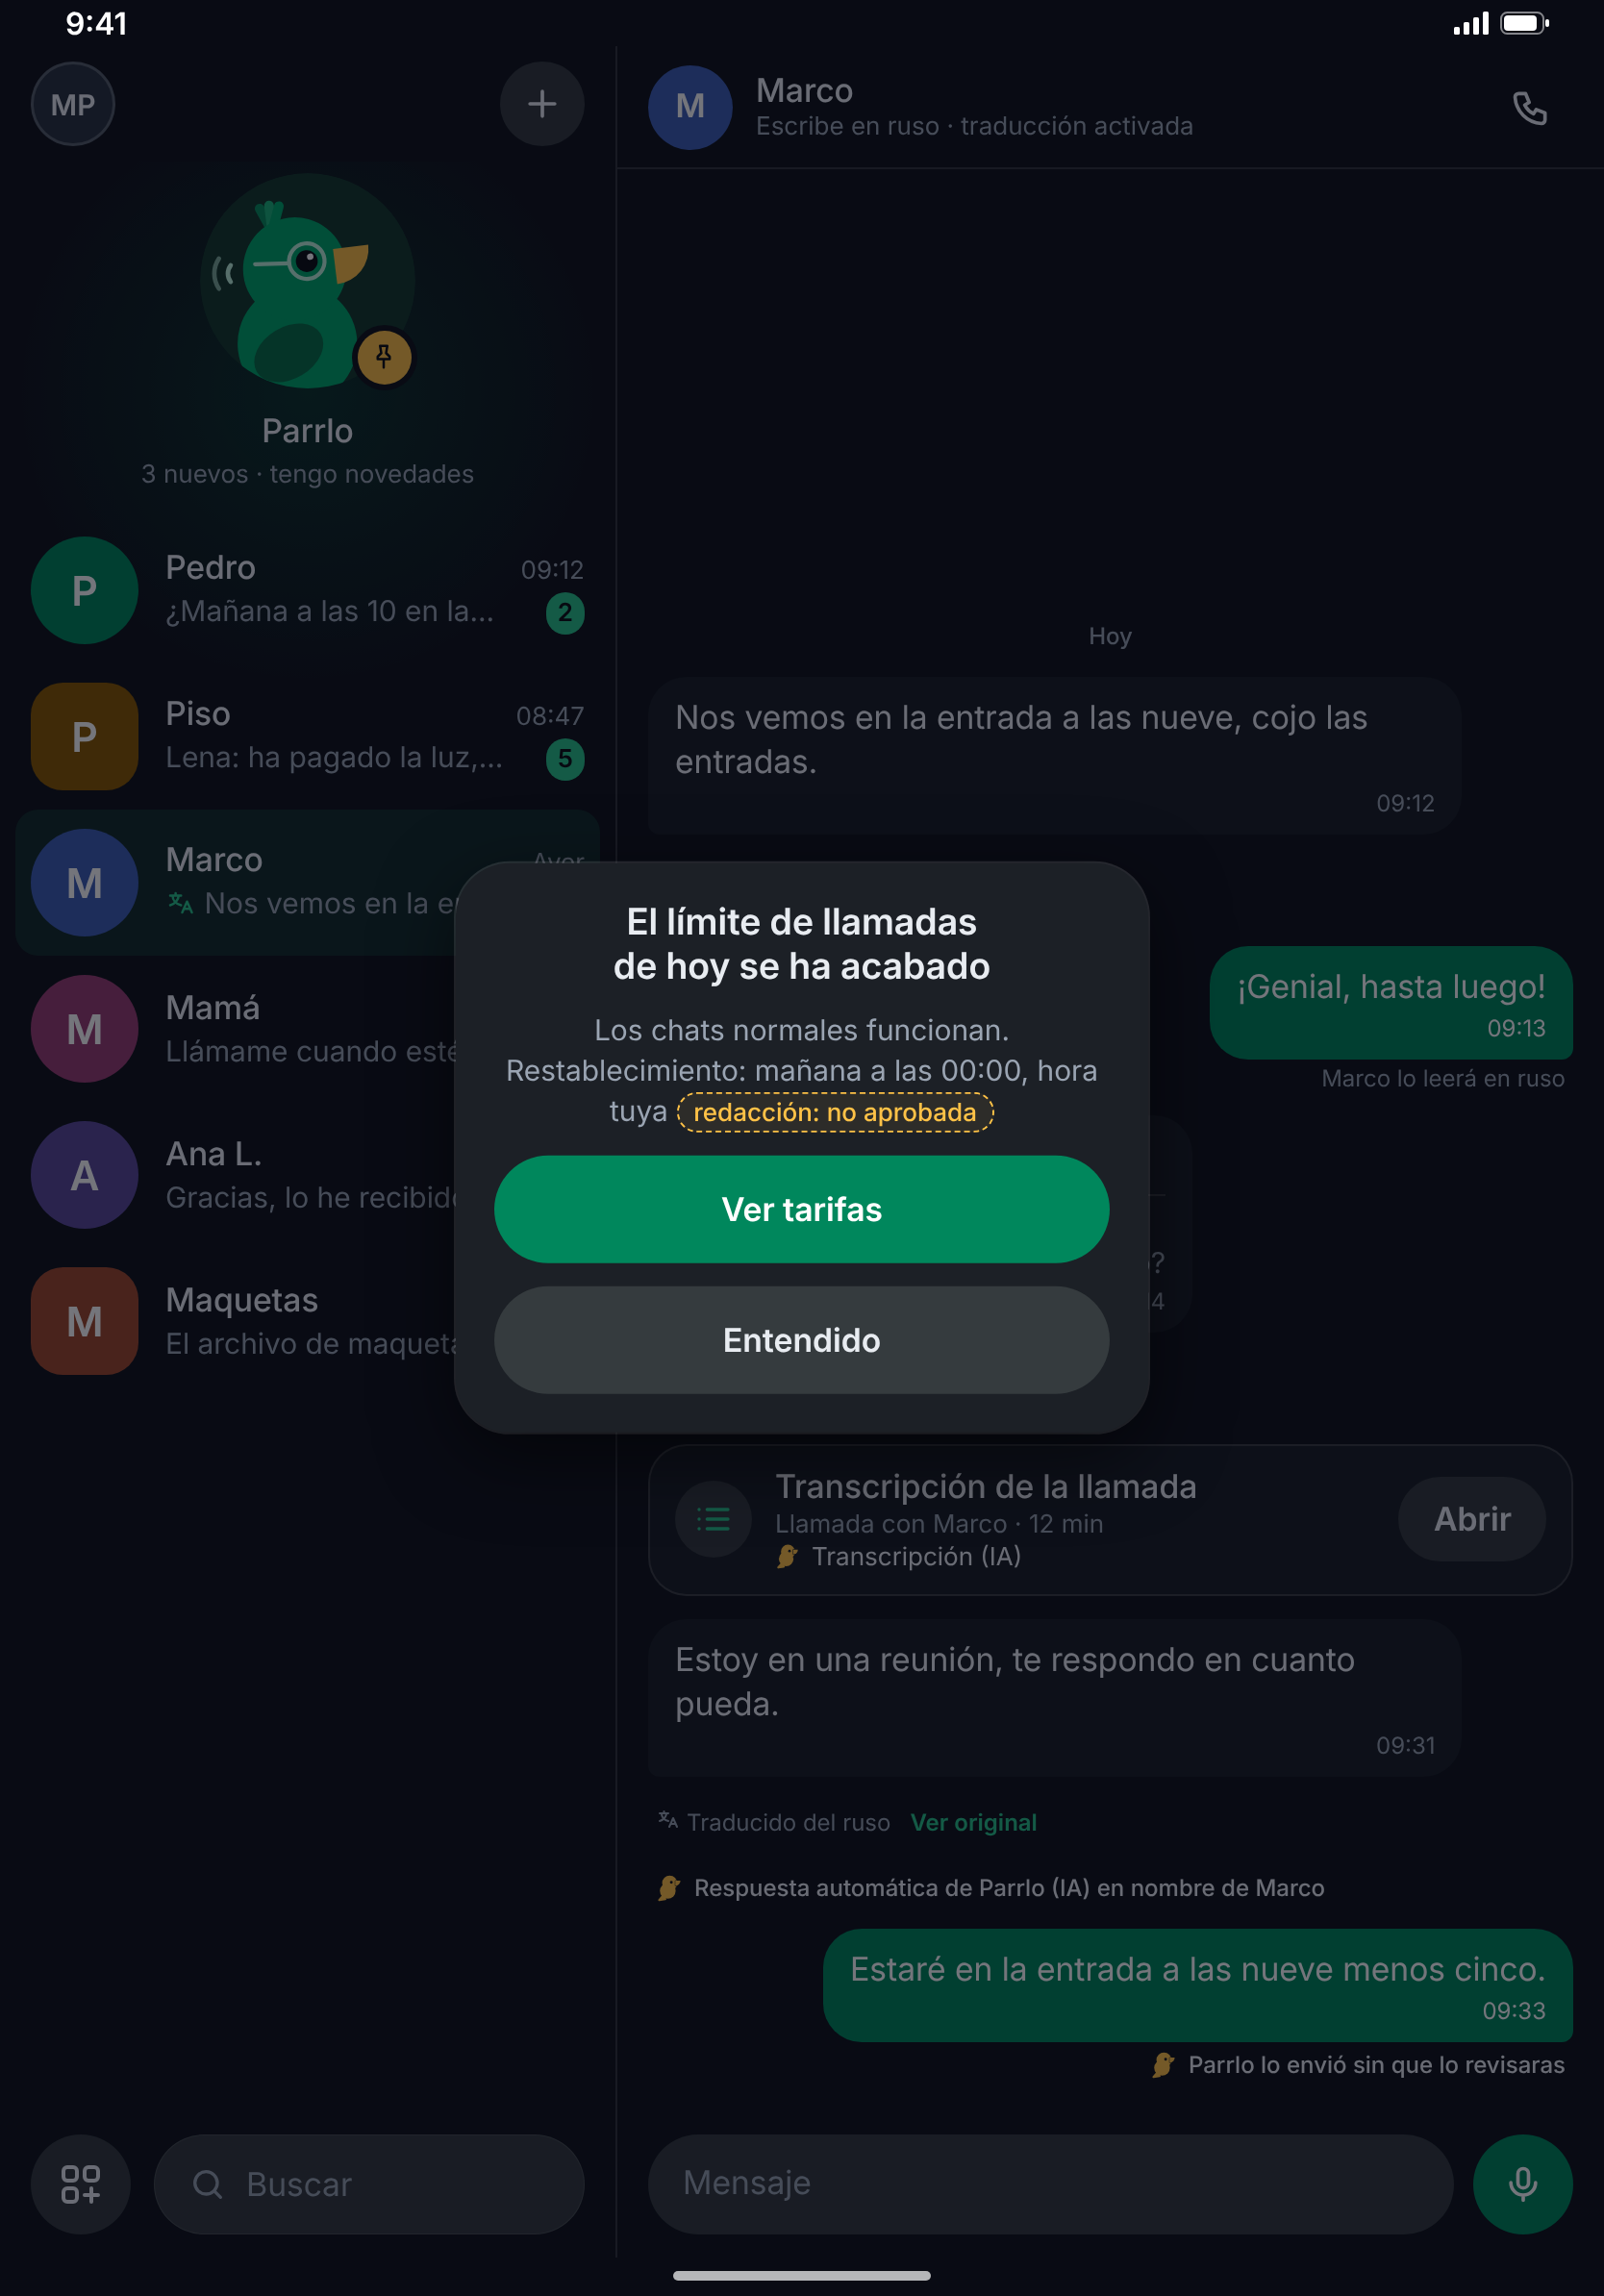 9:41
MP
Parrlo
3 nuevos · tengo novedades
P
Pedro
09:12
¿Mañana a las 10 en la...
2
P
Piso
08:47
Lena: ha pagado la luz,...
5
M
Marco
Ayer
Nos vemos en la e
M
Mamá
Llámame cuando esté
A
Ana L.
Gracias, lo he recibido
M
Maquetas
El archivo de maqueta
Buscar
M
Marco
Escribe en ruso · traducción activada
Hoy
Nos vemos en la entrada a las nueve, cojo las
entradas.
09:12
¡Genial, hasta luego!
09:13
Marco lo leerá en ruso
?
4
El límite de llamadas
de hoy se ha acabado
Los chats normales funcionan.
Restablecimiento: mañana a las 00:00, hora
tuya redacción: no aprobada
Ver tarifas
Entendido
Transcripción de la llamada
Llamada con Marco · 12 min
Transcripción (IA)
Abrir
Estoy en una reunión, te respondo en cuanto
pueda.
09:31
Traducido del ruso Ver original
Respuesta automática de Parrlo (IA) en nombre de Marco
Estaré en la entrada a las nueve menos cinco.
09:33
Parrlo lo envió sin que lo revisaras
Mensaje